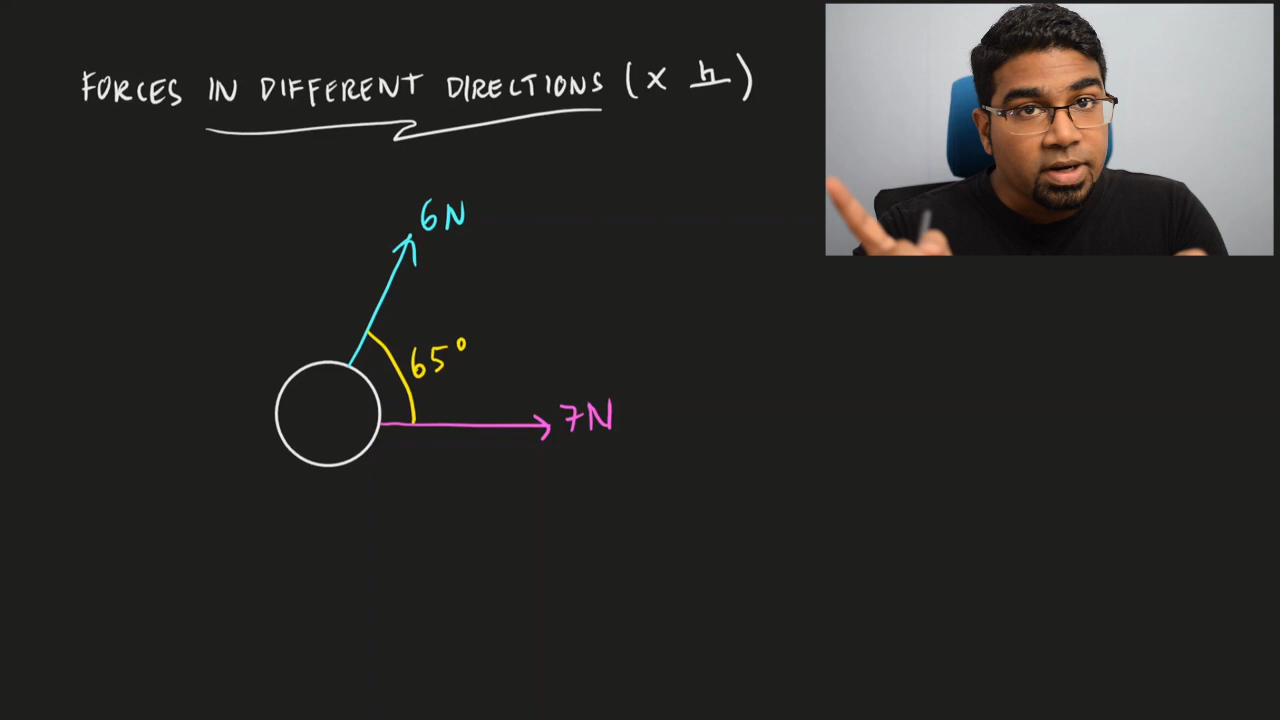 FORCES IN DIFFERENT DIRECTIONS (X h)
6N
65°
7N